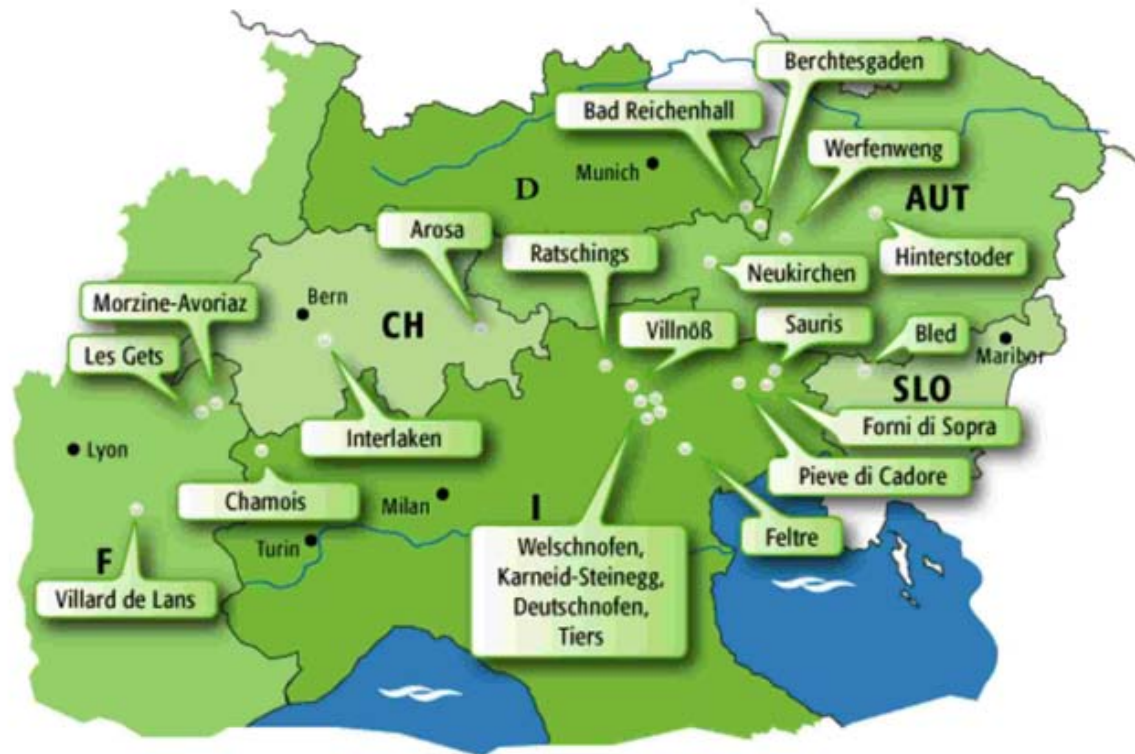 Berchtesgaden
Bad Reichenhall
Werfenweng
Munich
D
AUT
Arosa
Ratschings
Neukirchen
Hinterstoder
Morzine-Avoriaz
Bern
CH
Villnöß
Sauris
Bled
Maribor
Les Gets
SLO
Interlaken
Forni di Sopra
Lyon
Pieve di Cadore
Chamois
Milan
I
Feltre
Turin
Welschnofen,
Karneid-Steinegg,
Deutschnofen,
Tiers
F
Villard de Lans